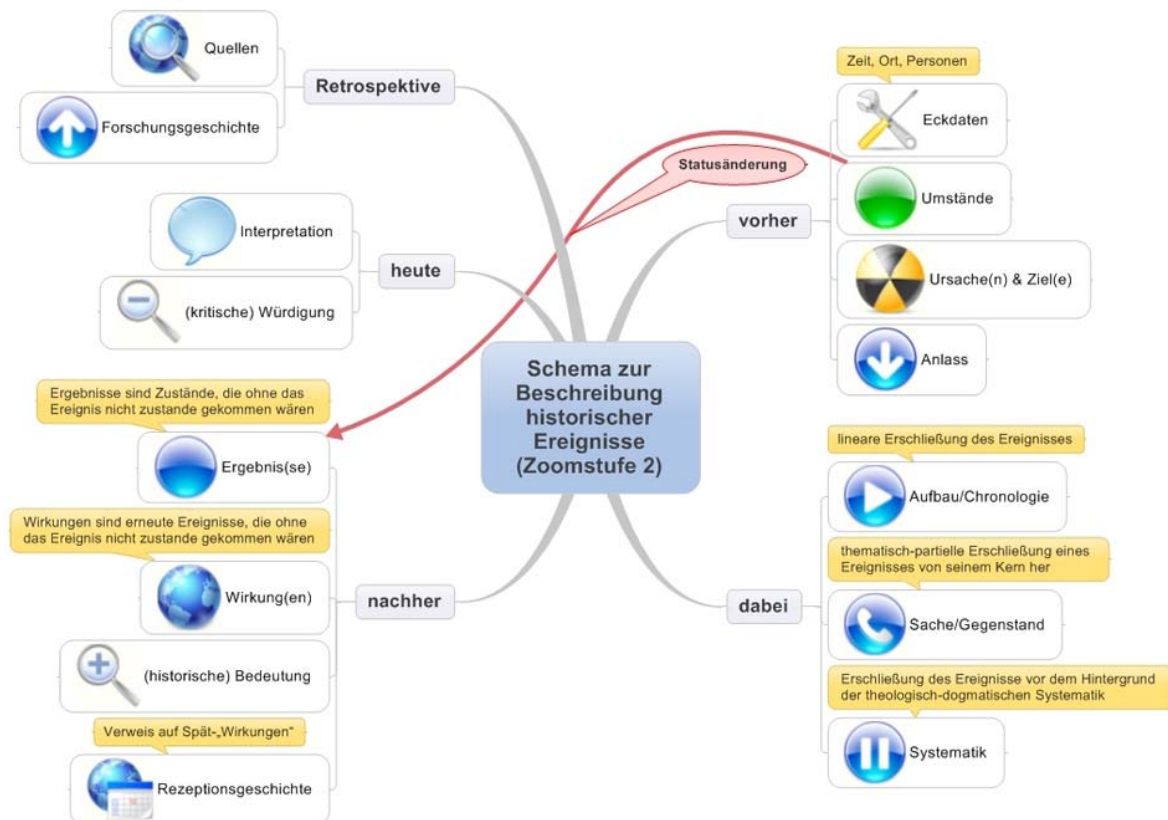 Schema zur
Beschreibung
historischer
Ereignisse
(Zoomstufe 2)
Retrospektive
Quellen
Forschungsgeschichte
heute
Interpretation
(kritische) Würdigung
Statusänderung
vorher
Zeit, Ort, Personen
Eckdaten
Umstände
Ursache(n) & Ziel(e)
Anlass
dabei
lineare Erschließung des Ereignisses
Aufbau/Chronologie
thematisch-partielle Erschließung eines
Ereignisses von seinem Kern her
Sache/Gegenstand
Erschließung des Ereignisse vor dem Hintergrund
der theologisch-dogmatischen Systematik
Systematik
nachher
Ergebnisse sind Zustände, die ohne das
Ereignis nicht zustande gekommen wären
Ergebnis(se)
Wirkungen sind erneute Ereignisse, die ohne
das Ereignis nicht zustande gekommen wären
Wirkung(en)
(historische) Bedeutung
Verweis auf Spät-„Wirkungen“
Rezeptionsgeschichte